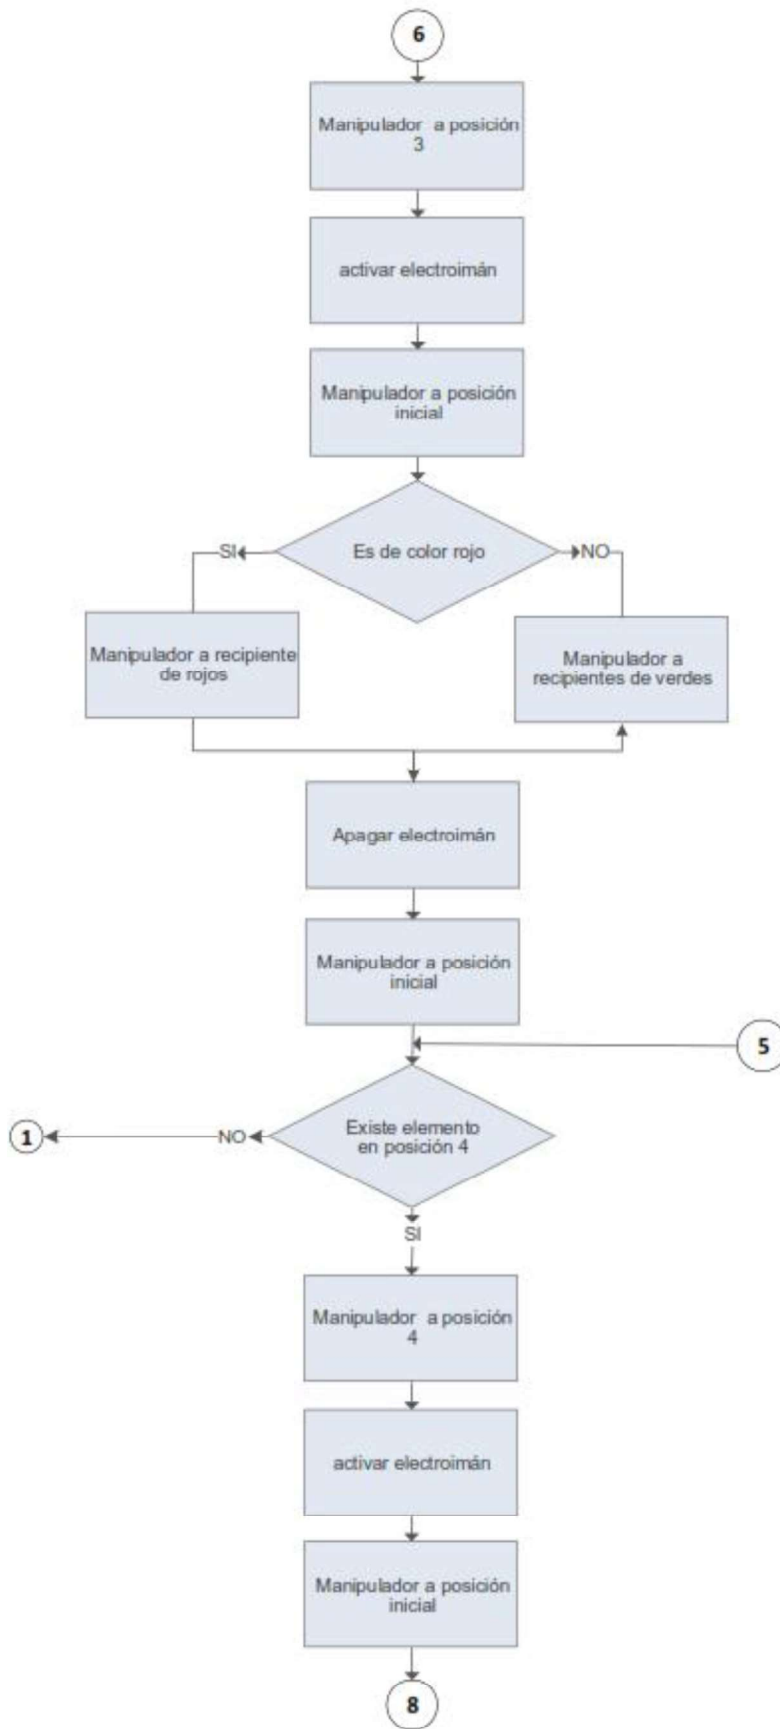 6
Manipulador a posición
3
activar electroimán
Manipulador a posición
inicial
Es de color rojo
SI
NO
Manipulador a recipiente
de rojos
Manipulador a
recipientes de verdes
Apagar electroimán
Manipulador a posición
inicial
5
Existe elemento
en posición 4
1
NO
SI
Manipulador a posición
4
activar electroimán
Manipulador a posición
inicial
8